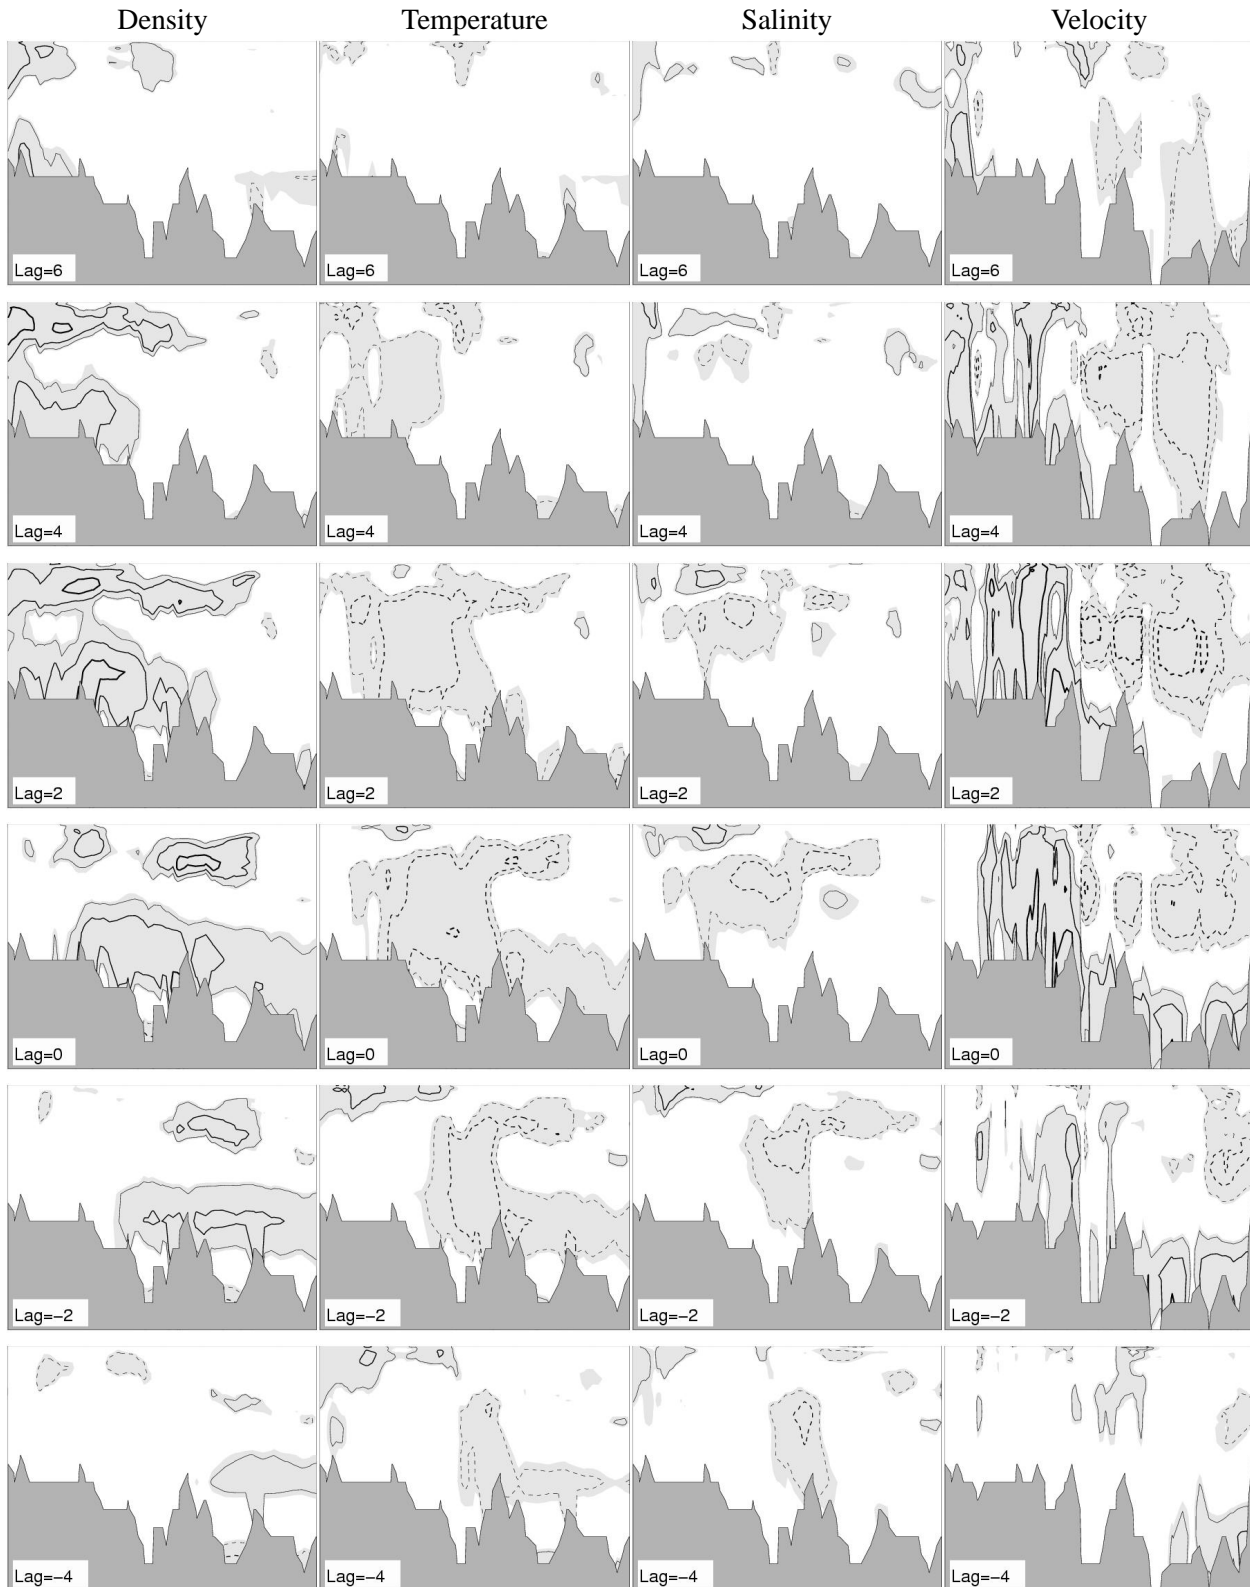 Density Temperature Salinity Velocity
Lag=6 Lag=6 Lag=6 Lag=6
Lag=4 Lag=4 Lag=4 Lag=4
Lag=2 Lag=2 Lag=2 Lag=2
Lag=0 Lag=0 Lag=0 Lag=0
Lag=−2 Lag=−2 Lag=−2 Lag=−2
Lag=−4 Lag=−4 Lag=−4 Lag=−4